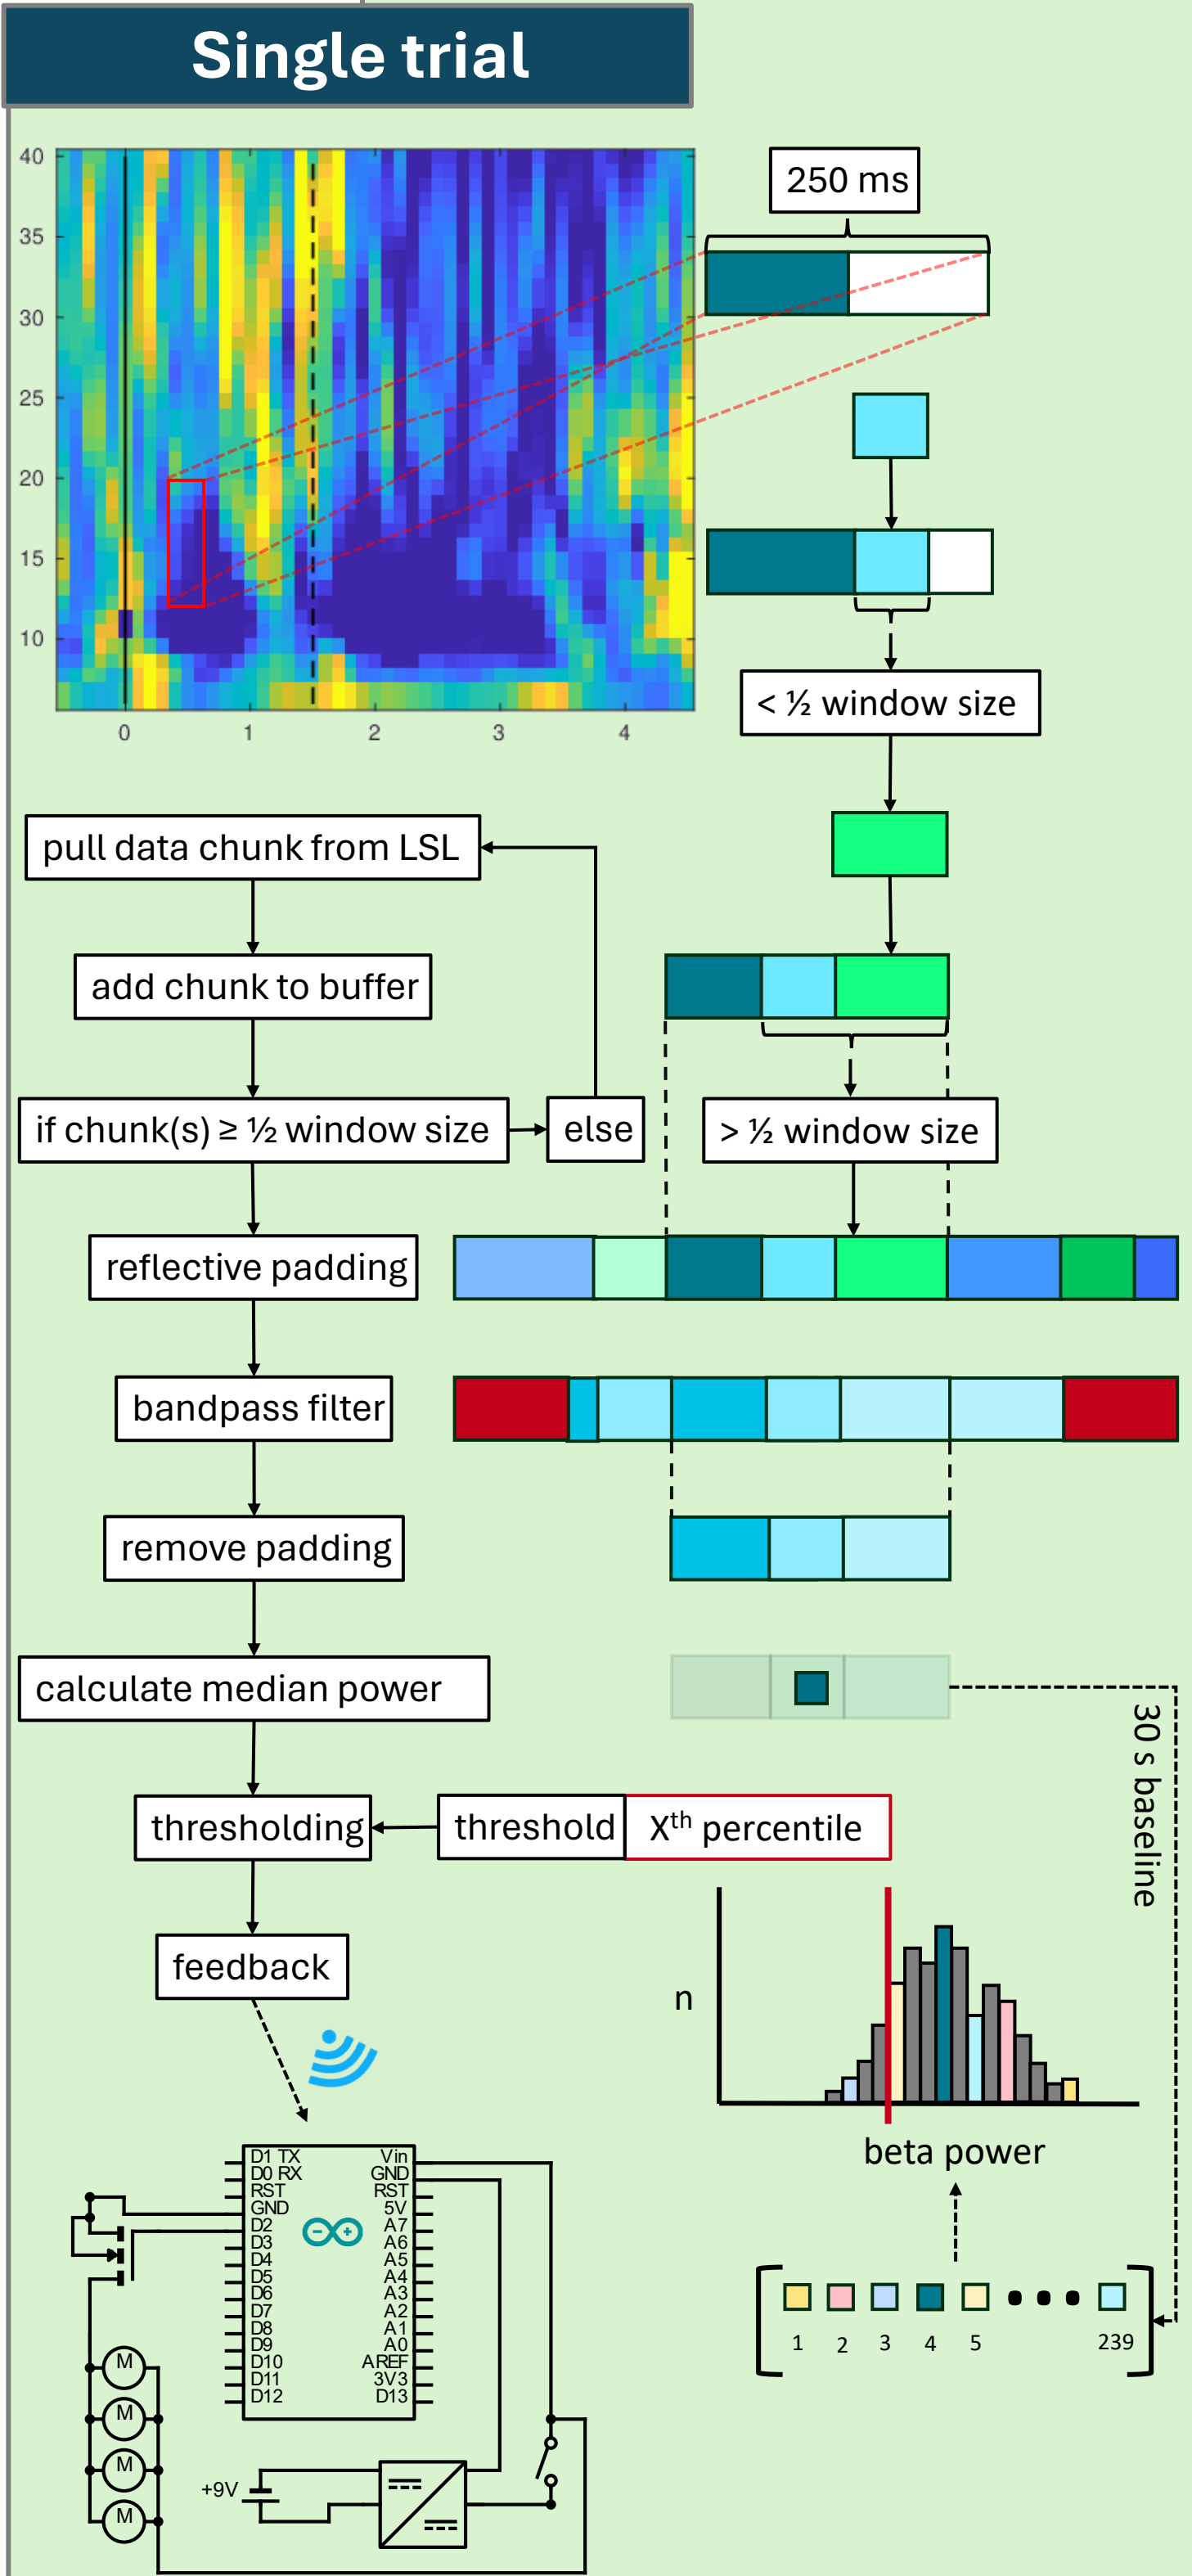 Single trial
40
35
30
25
20
15
10
0 1 2 3 4
250 ms
< ½ window size
pull data chunk from LSL
add chunk to buffer
if chunk(s) ≥ ½ window size
else
> ½ window size
reflective padding
bandpass filter
remove padding
calculate median power
30 s baseline
thresholding
threshold
Xth percentile
feedback
n
beta power
1 2 3 4 5 239
D1 TX
D0 RX
RST
GND
D2
D3
D4
D5
D6
D7
D8
D9
D10
D11
D12
Vin
GND
RST
5V
A7
A6
A5
A4
A3
A2
A1
A0
AREF
3V3
D13
M
M
M
M
+9V